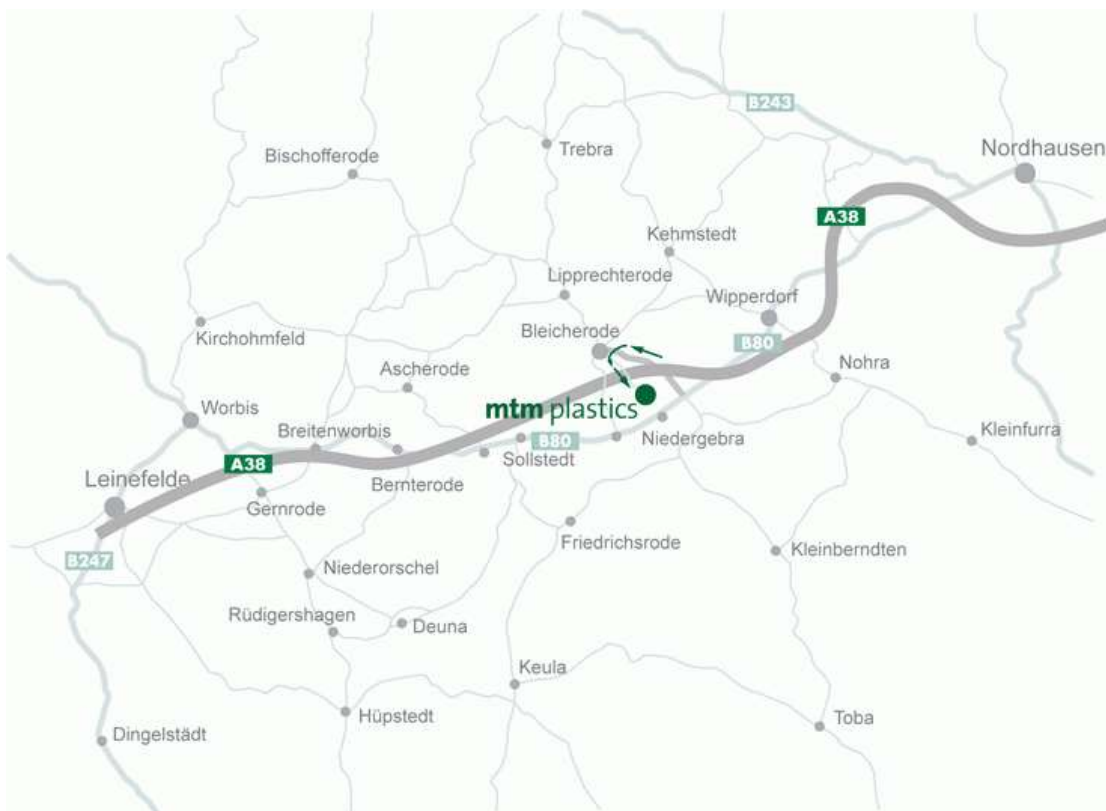 B243
Nordhausen
Trebra
Bischofferode
A38
Kehmstedt
Lipprechterode
Wipperdorf
Bleicherode
Kirchohmfeld
B80
Nohra
Ascherode
mtm plastics
Worbis
Breitenworbis
B80
Niedergebra
Kleinfurra
A38
Sollstedt
Leinefelde
Bernterode
Gernrode
Friedrichsrode
Kleinberndten
B247
Niederorschel
Rüdigershagen
Deuna
Keula
Hüpstedt
Toba
Dingelstädt